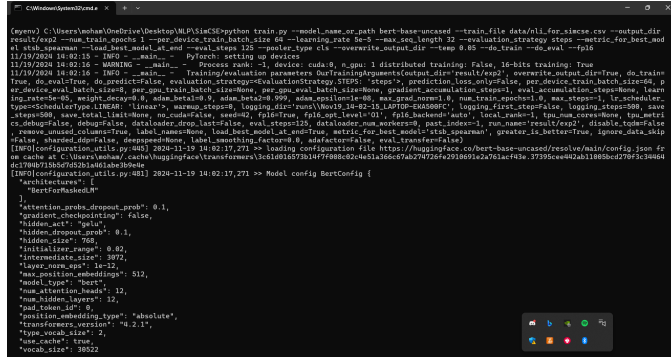 C:\Windows\System32\cmd.e
(myenv) C:\Users\moham\OneDrive\Desktop\NLP\SimCSE>python train.py --model_name_or_path bert-base-uncased --train_file data/nli_for_simcse.csv --output_dir
result/exp2 --num_train_epochs 1 --per_device_train_batch_size 64 --learning_rate 5e-5 --max_seq_length 32 --evaluation_strategy steps --metric_for_best_mod
el stsb_spearman --load_best_model_at_end --eval_steps 125 --pooler_type cls --overwrite_output_dir --temp 0.05 --do_train --do_eval --fp16
11/19/2024 14:02:15 - INFO - __main__ -   PyTorch: setting up devices
11/19/2024 14:02:16 - WARNING - __main__ -   Process rank: -1, device: cuda:0, n_gpu: 1 distributed training: False, 16-bits training: True
11/19/2024 14:02:16 - INFO - __main__ -   Training/evaluation parameters OurTrainingArguments(output_dir='result/exp2', overwrite_output_dir=True, do_train=
True, do_eval=True, do_predict=False, evaluation_strategy=<EvaluationStrategy.STEPS: 'steps'>, prediction_loss_only=False, per_device_train_batch_size=64, p
er_device_eval_batch_size=8, per_gpu_train_batch_size=None, per_gpu_eval_batch_size=None, gradient_accumulation_steps=1, eval_accumulation_steps=None, learn
ing_rate=5e-05, weight_decay=0.0, adam_beta1=0.9, adam_beta2=0.999, adam_epsilon=1e-08, max_grad_norm=1.0, num_train_epochs=1.0, max_steps=-1, lr_scheduler_
type=<SchedulerType.LINEAR: 'linear'>, warmup_steps=0, logging_dir='runs\\Nov19_14-02-15_LAPTOP-EKA500FC', logging_first_step=False, logging_steps=500, save
_steps=500, save_total_limit=None, no_cuda=False, seed=42, fp16=True, fp16_opt_level='O1', fp16_backend='auto', local_rank=-1, tpu_num_cores=None, tpu_metri
cs_debug=False, debug=False, dataloader_drop_last=False, eval_steps=125, dataloader_num_workers=0, past_index=-1, run_name='result/exp2', disable_tqdm=False
, remove_unused_columns=True, label_names=None, load_best_model_at_end=True, metric_for_best_model='stsb_spearman', greater_is_better=True, ignore_data_skip
=False, sharded_ddp=False, deepspeed=None, label_smoothing_factor=0.0, adafactor=False, eval_transfer=False)
[INFO|configuration_utils.py:445] 2024-11-19 14:02:17,271 >> loading configuration file https://huggingface.co/bert-base-uncased/resolve/main/config.json fr
om cache at C:\Users\moham/.cache\huggingface\transformers\
[INFO|configuration_utils.py:481] 2024-11-19 14:02:17,271 >> Model config BertConfig {
"architectures": [
"BertForMaskedLM"
],
"attention_probs_dropout_prob": 0.1,
"gradient_checkpointing": false,
"hidden_act": "gelu",
"hidden_dropout_prob": 0.1,
"hidden_size": 768,
"initializer_range": 0.02,
"intermediate_size": 3072,
"layer_norm_eps": 1e-12,
"max_position_embeddings": 512,
"model_type": "bert",
"num_attention_heads": 12,
"num_hidden_layers": 12,
"pad_token_id": 0,
"position_embedding_type": "absolute",
"transformers_version": "4.2.1",
"type_vocab_size": 2,
"use_cache": true,
"vocab_size": 30522